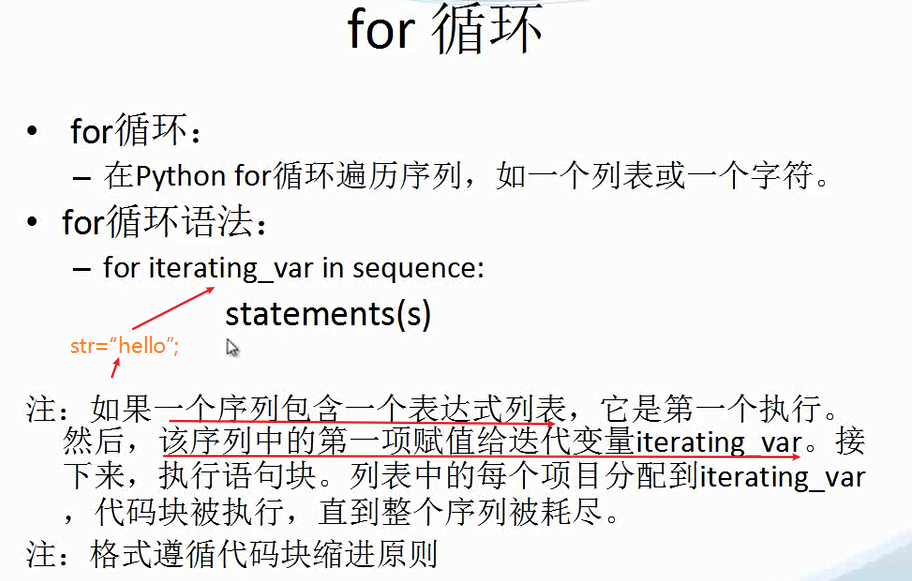 for 循环
• for循环：
– 在Python for循环遍历序列，如一个列表或一个字符。
• for循环语法：
– for iterating_var in sequence:
statements(s)
str=“hello”;
注：如果一个序列包含一个表达式列表，它是第一个执行。
然后，该序列中的第一项赋值给迭代变量iterating_var。接
下来，执行语句块。列表中的每个项目分配到iterating_var
，代码块被执行，直到整个序列被耗尽。
注：格式遵循代码块缩进原则